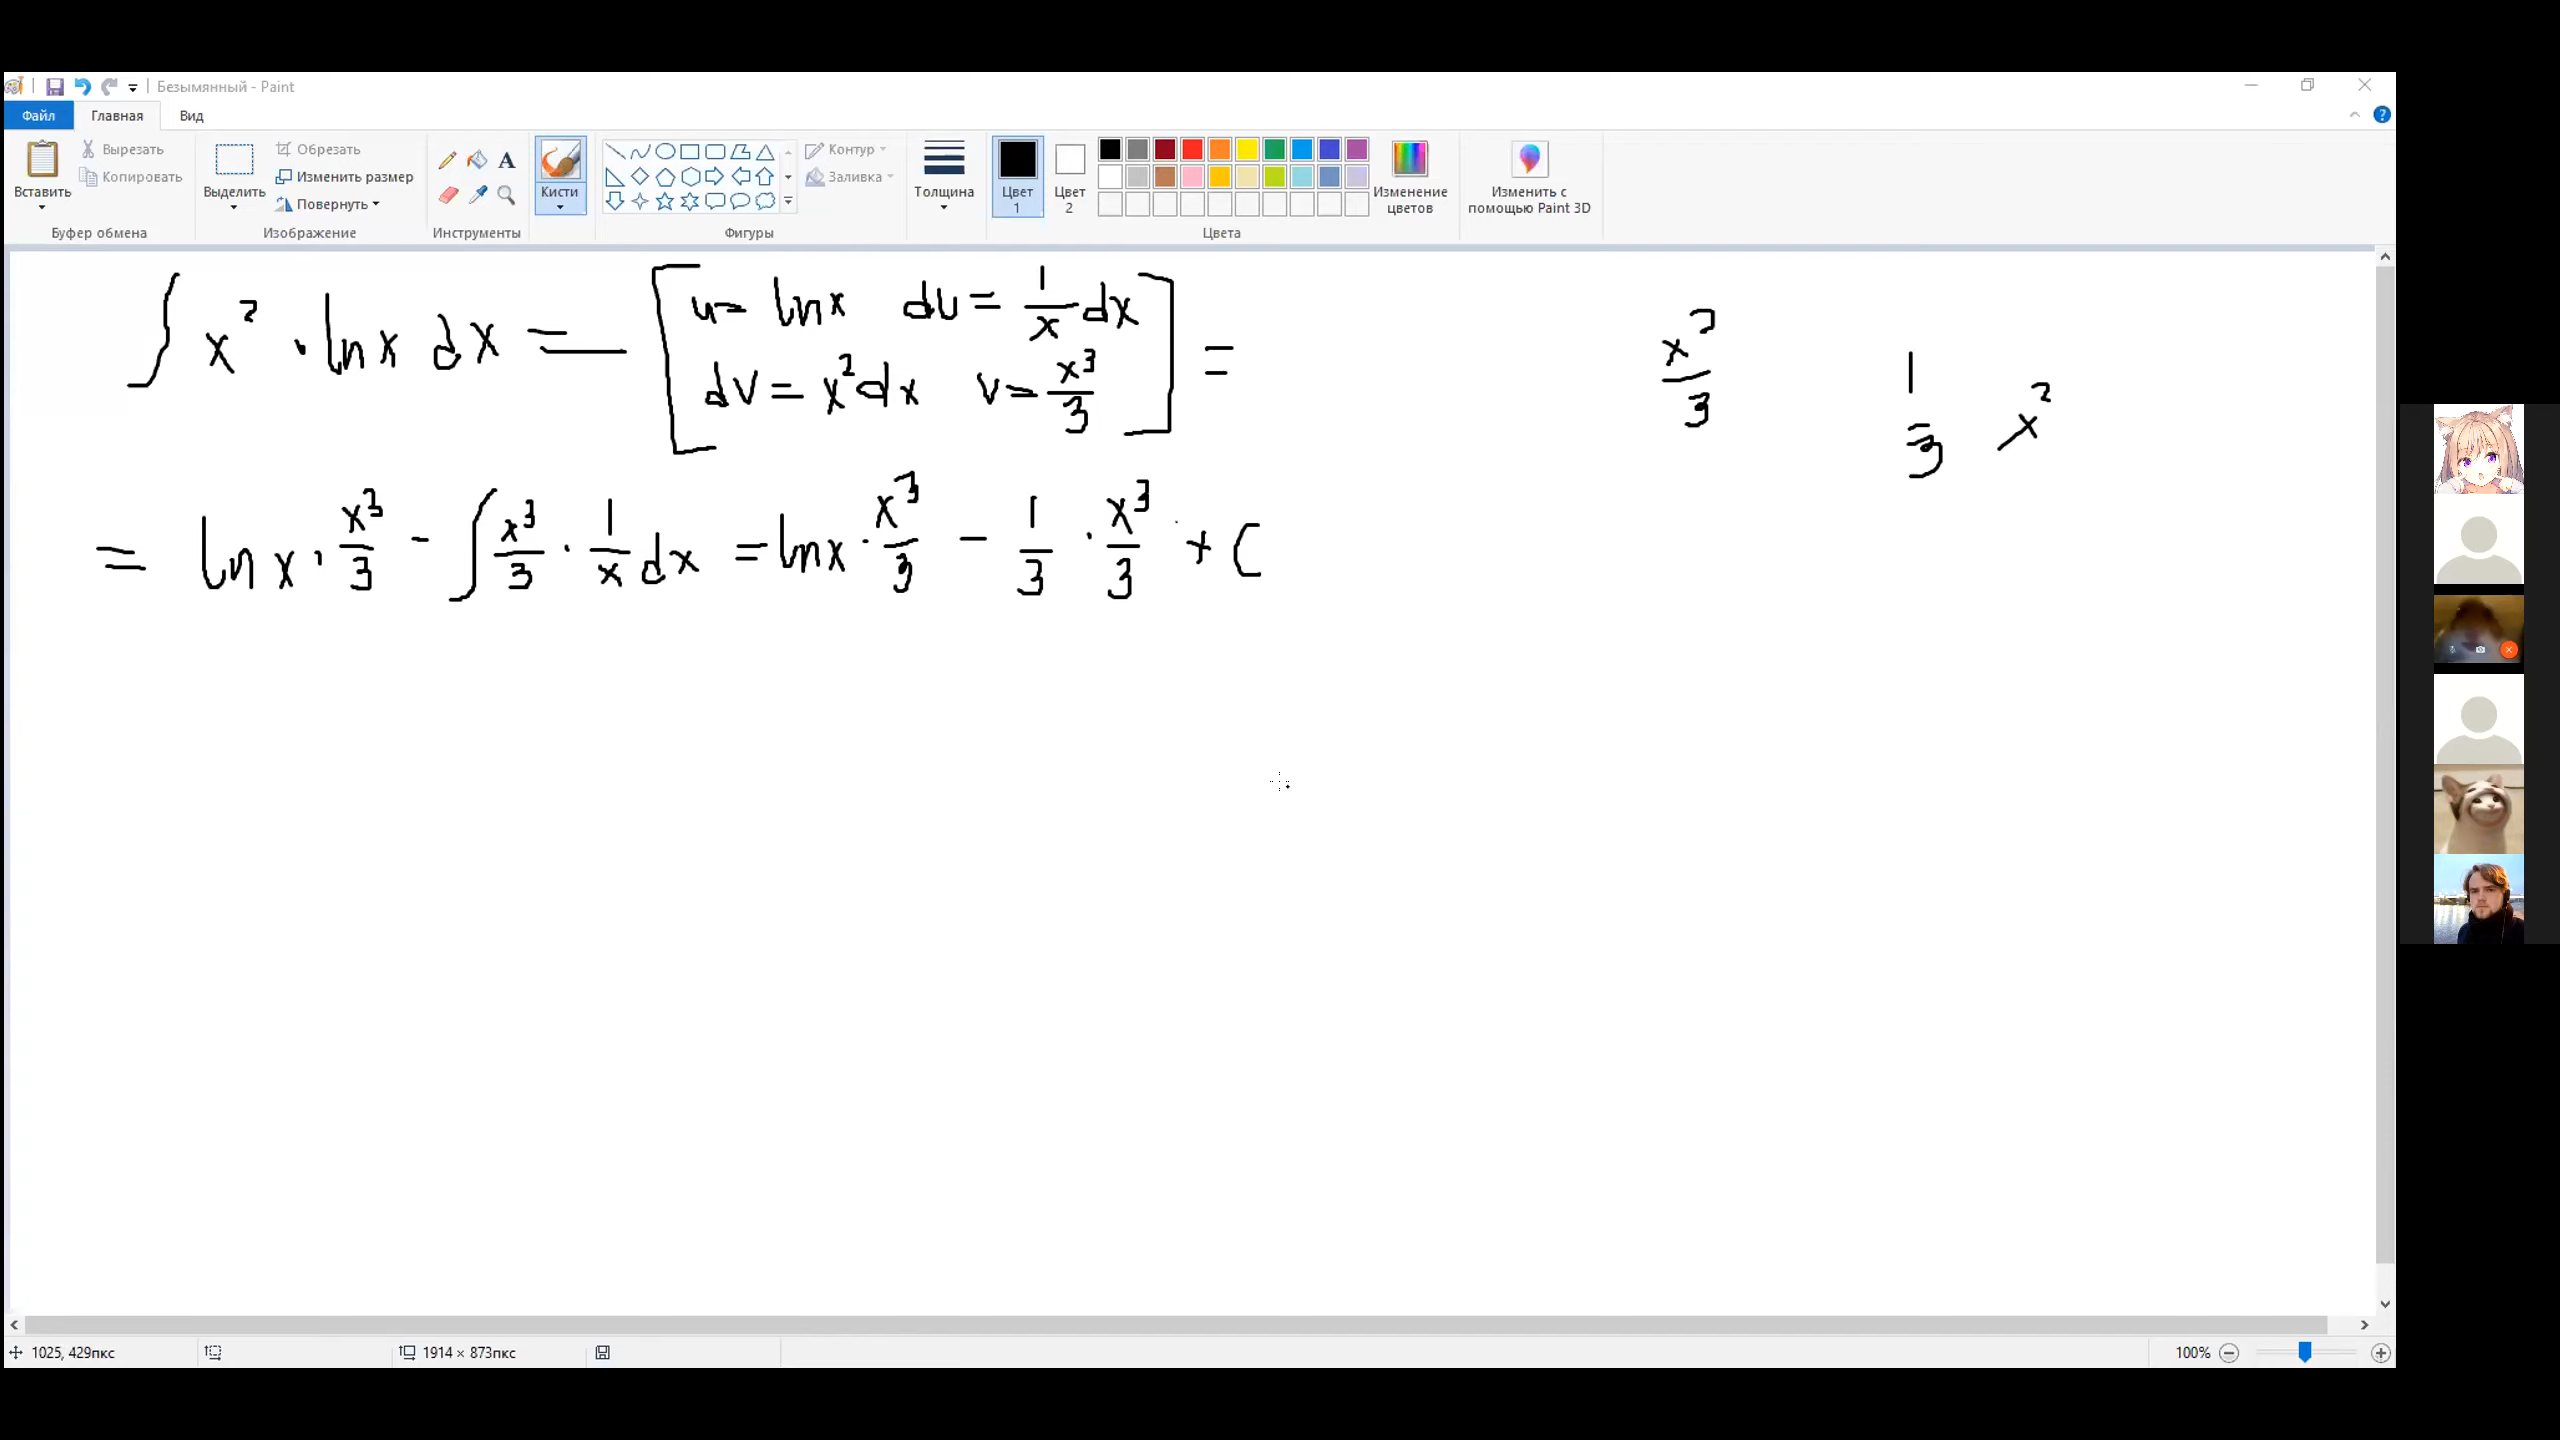 Безымянный - Paint
Файл Главная Вид
Вставить Вырезать Копировать Буфер обмена
Выделить Обрезать Изменить размер Повернуть Изображение
Инструменты
Кисти
Контур Заливка Фигуры
Толщина
Цвет 1 Цвет 2 Изменение цветов Цвета
Изменить с помощью Paint 3D
∫ x² · ln x dx = [ u = ln x du = 1/x dx
dv = x² dx v = x³/3 ] =
= ln x · x³/3 - ∫ x³/3 · 1/x dx = ln x · x³/3 - 1/3 · x³/3 + C
1/3 x²
1025, 429пкс 1914 × 873пкс 100%